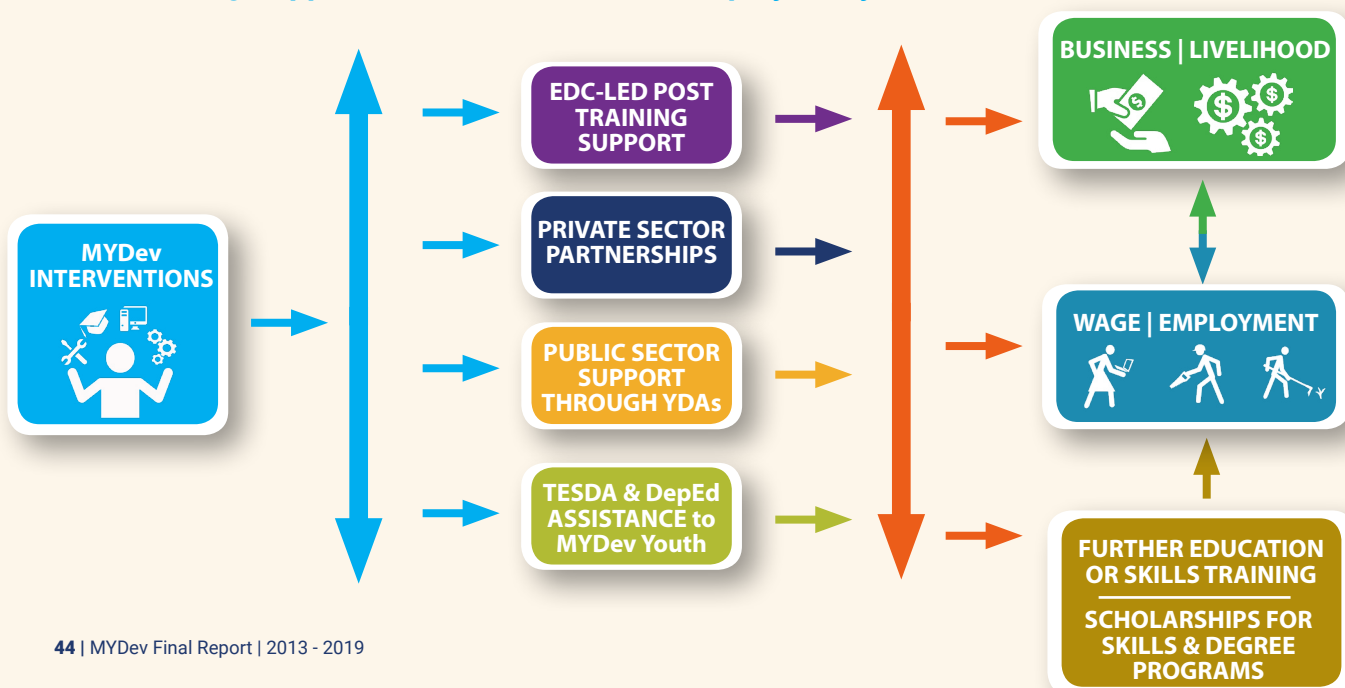 MYDev
INTERVENTIONS
EDC-LED POST
TRAINING
SUPPORT
PRIVATE SECTOR
PARTNERSHIPS
PUBLIC SECTOR
SUPPORT
THROUGH YDAs
TESDA & DepEd
ASSISTANCE to
MYDev Youth
BUSINESS | LIVELIHOOD
$
$
$
$
WAGE | EMPLOYMENT
FURTHER EDUCATION
OR SKILLS TRAINING
SCHOLARSHIPS FOR
SKILLS & DEGREE
PROGRAMS
44 | MYDev Final Report | 2013 - 2019